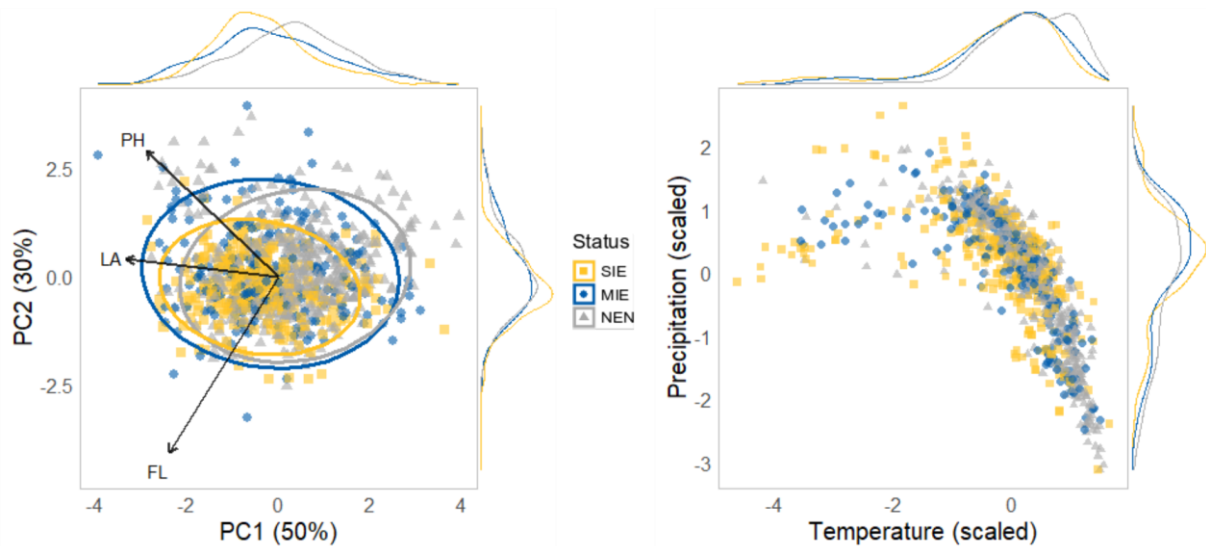 PH
LA
FL
2.5
0.0
-2.5
PC2 (30%)
-4
-2
0
2
4
PC1 (50%)
Status
SIE
MIE
NEN
2
1
0
-1
-2
-3
Precipitation (scaled)
-4
-2
0
Temperature (scaled)